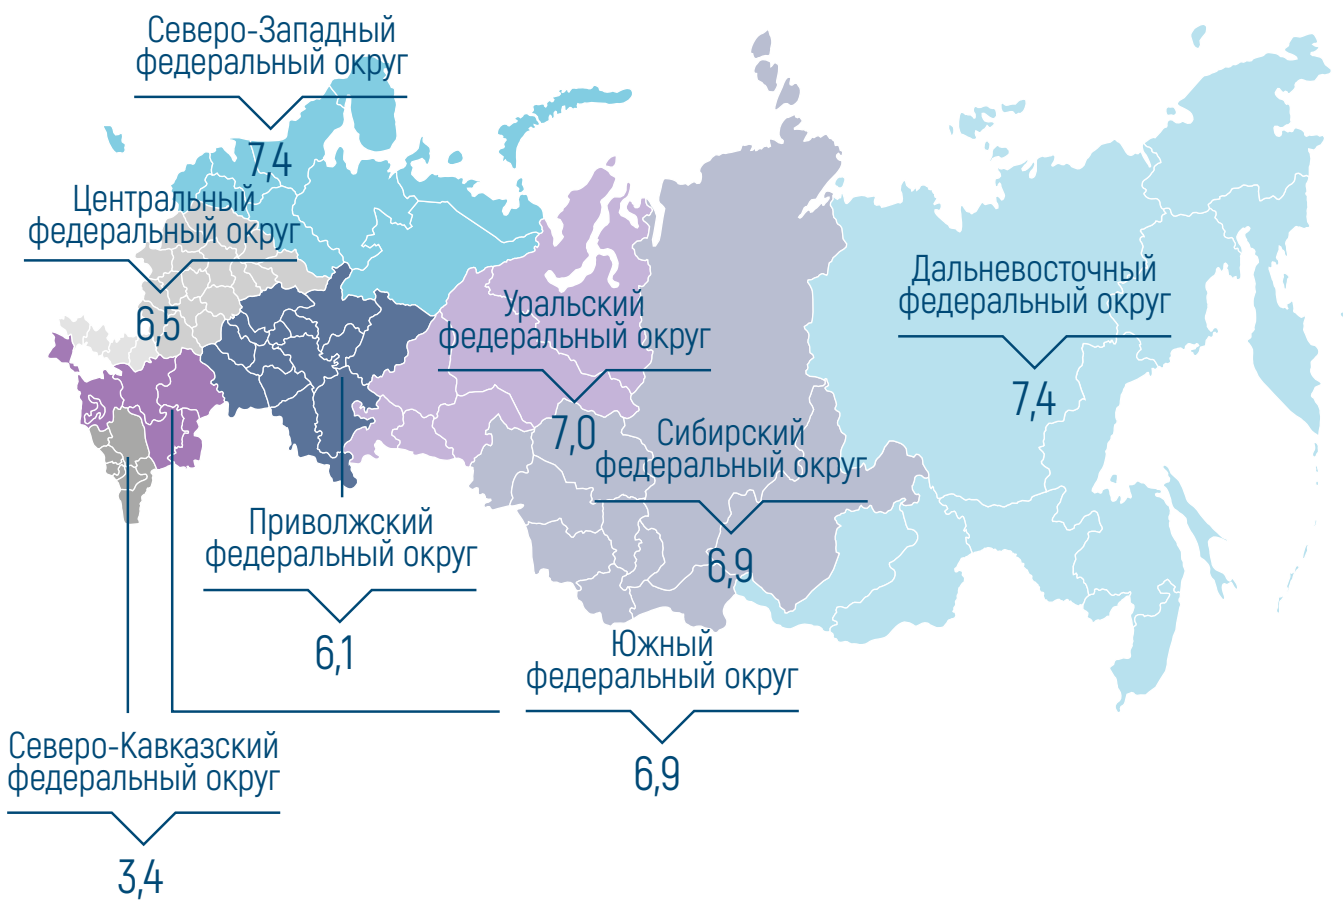 Северо-Западный
федеральный округ
7,4
Центральный
федеральный округ
6,5
Уральский
федеральный округ
7,0
Дальневосточный
федеральный округ
7,4
Сибирский
федеральный округ
6,9
Приволжский
федеральный округ
6,1
Южный
федеральный округ
6,9
Северо-Кавказский
федеральный округ
3,4